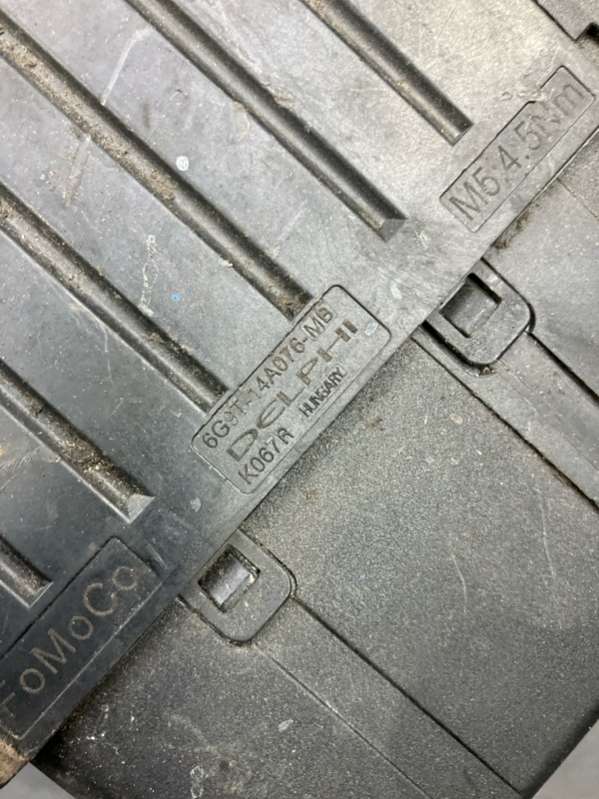 M5:4.5Nm
6G9T-14A076-MB
DELPHI
K067R HUNGARY
FoMoCo